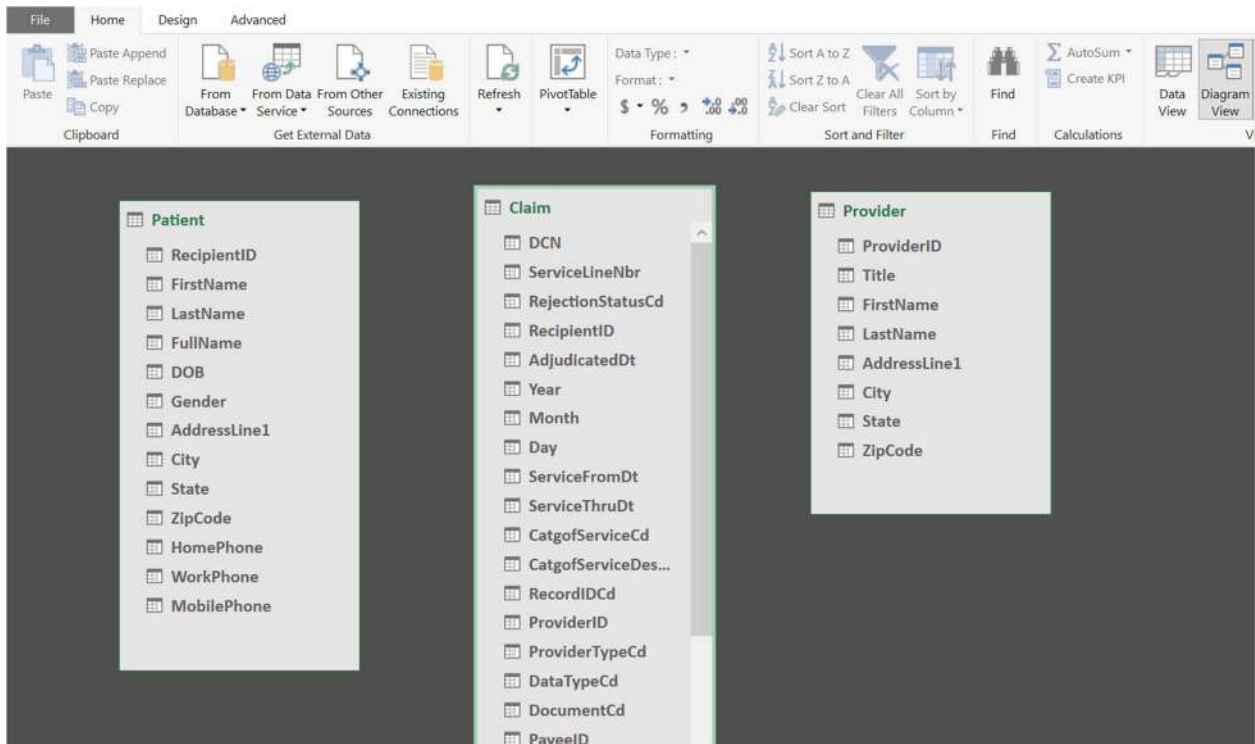 File Home Design Advanced
Paste
Paste Append
Paste Replace
Copy
Clipboard
From Database
From Data Service
From Other Sources
Existing Connections
Get External Data
Refresh
PivotTable
Data Type :
Format :
$ % , .00 .00
Formatting
Sort A to Z
Sort Z to A
Clear Sort
Clear All Filters
Sort by Column
Sort and Filter
Find
Find
AutoSum
Create KPI
Calculations
Data View
Diagram View
Patient
RecipientID
FirstName
LastName
FullName
DOB
Gender
AddressLine1
City
State
ZipCode
HomePhone
WorkPhone
MobilePhone
Claim
DCN
ServiceLineNbr
RejectionStatusCd
RecipientID
AdjudicatedDt
Year
Month
Day
ServiceFromDt
ServiceThruDt
CatgofServiceCd
CatgofServiceDes...
RecordIDCd
ProviderID
ProviderTypeCd
DataTypeCd
DocumentCd
PayeeID
Provider
ProviderID
Title
FirstName
LastName
AddressLine1
City
State
ZipCode